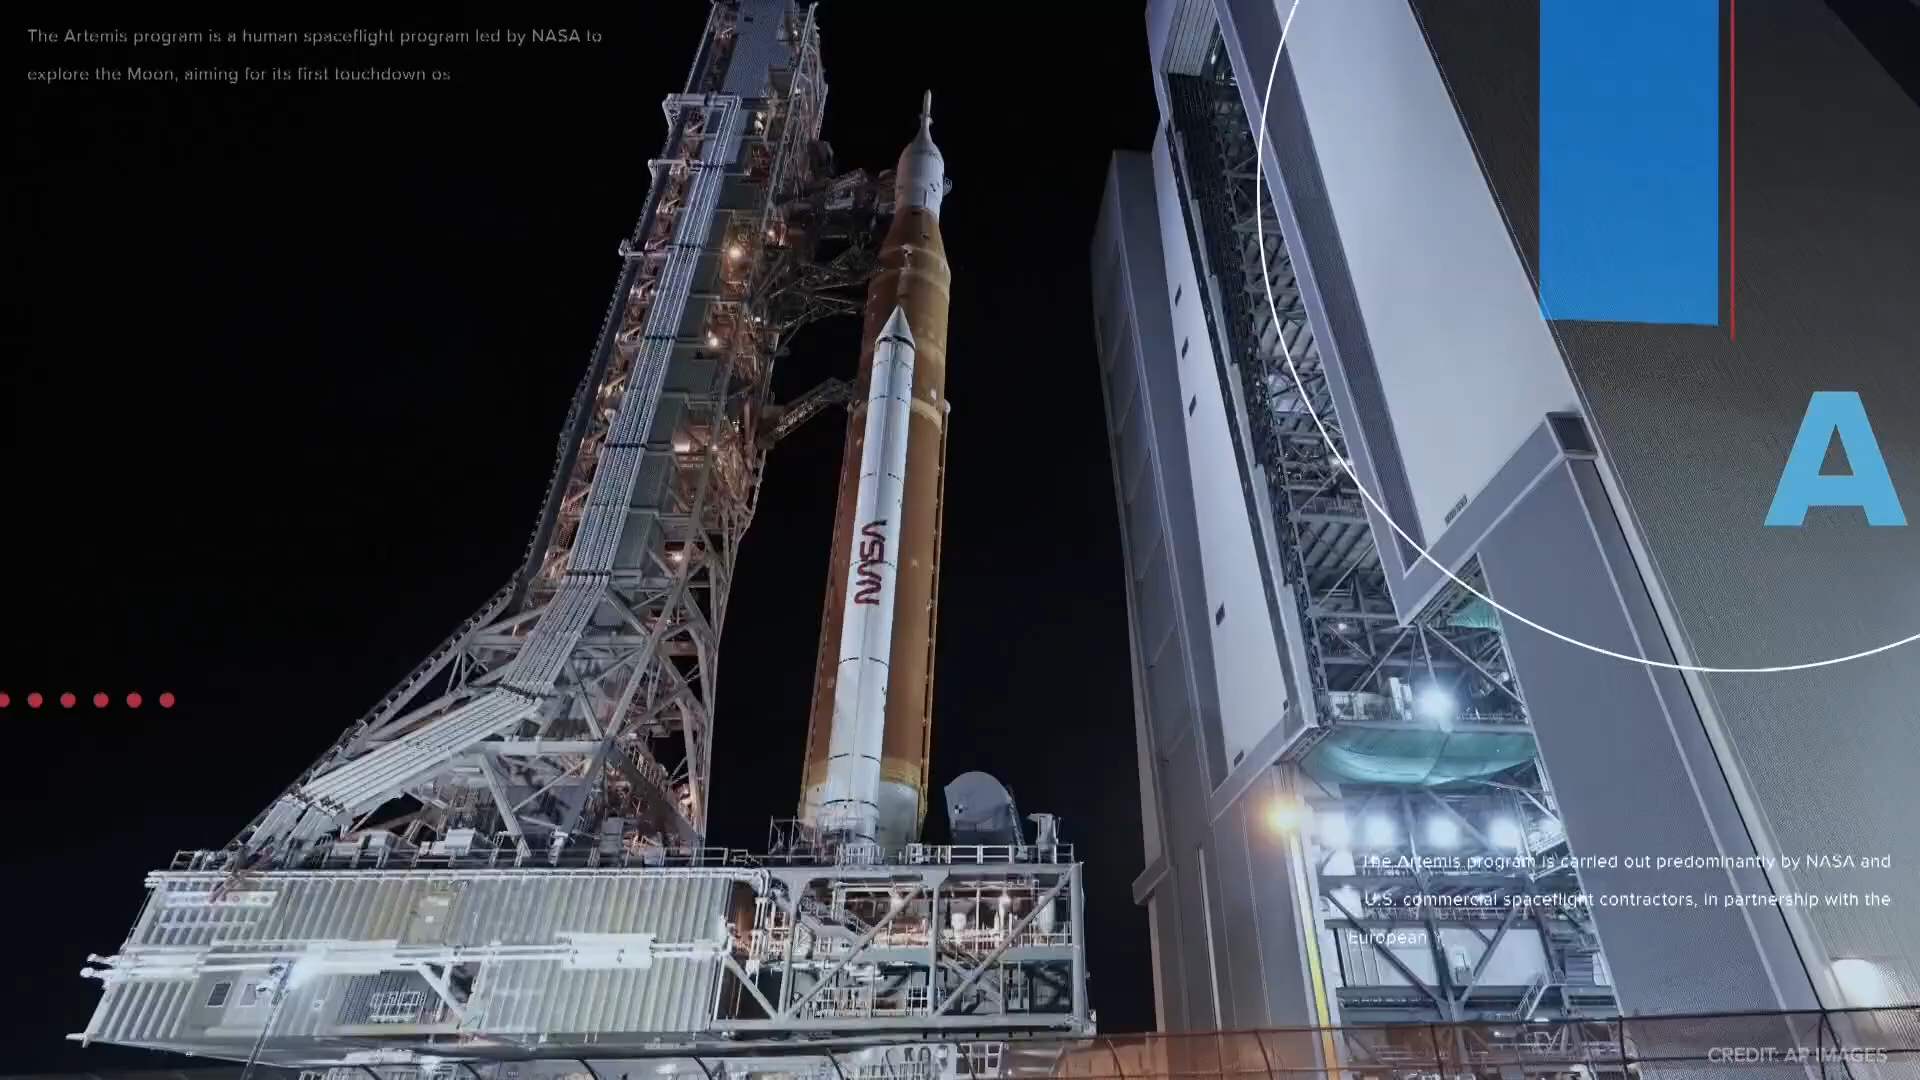 The Artemis program is a human spaceflight program led by NASA to
explore the Moon, aiming for its first touchdown os
NASA
A
The Artemis program is carried out predominantly by NASA and
U.S. commercial spaceflight contractors, in partnership with the
European
CREDIT: AP IMAGES